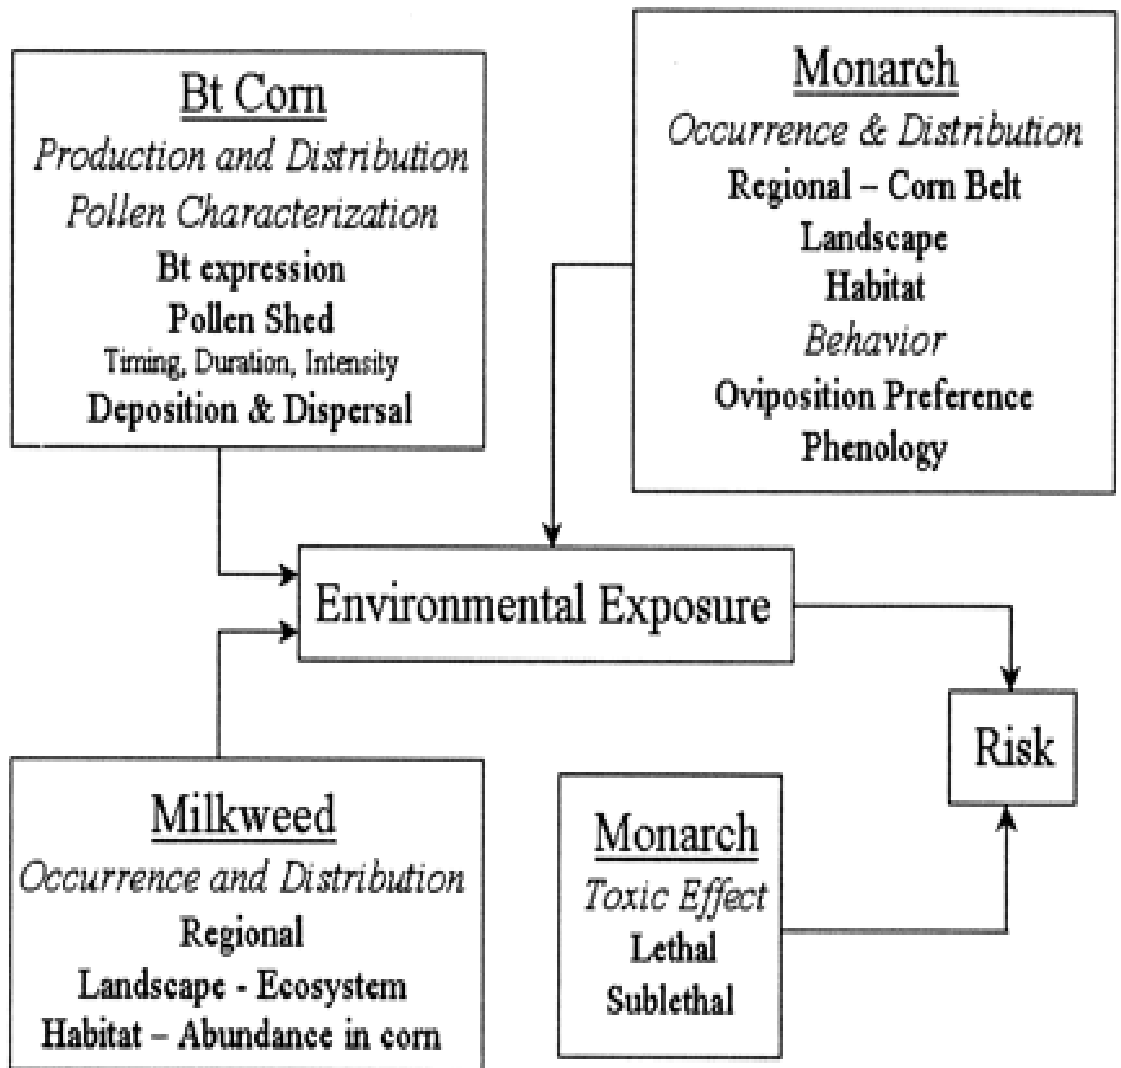 Bt Corn
Production and Distribution
Pollen Characterization
Bt expression
Pollen Shed
Timing, Duration, Intensity
Deposition & Dispersal
Monarch
Occurrence & Distribution
Regional – Corn Belt
Landscape
Habitat
Behavior
Oviposition Preference
Phenology
Environmental Exposure
Risk
Milkweed
Occurrence and Distribution
Regional
Landscape - Ecosystem
Habitat – Abundance in corn
Monarch
Toxic Effect
Lethal
Sublethal